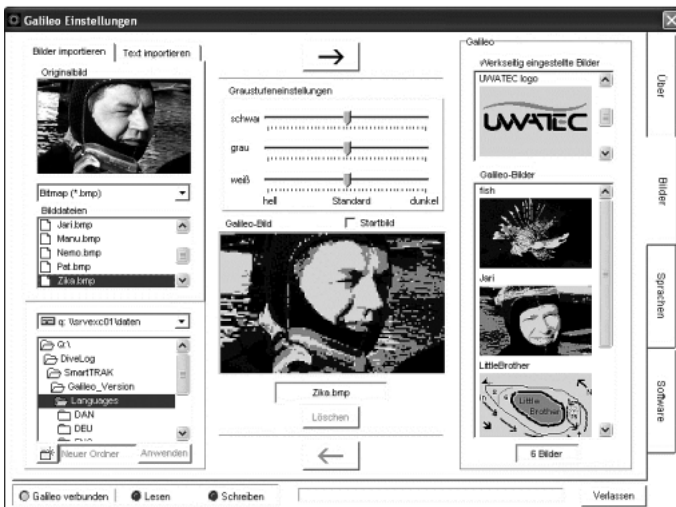 Galileo Einstellungen
Bilder importieren
Text importieren
Originalbild
Bitmap (*.bmp)
Bilddateien
Jari.bmp
Manu.bmp
Nemo.bmp
Pat.bmp
Zika.bmp
q: \\srvexc01\daten
Q:\
DiveLog
SmartTRAK
Galileo_Version
Languages
DAN
DEU
Neuer Ordner
Anwenden
Graustufeneinstellungen
schwar
grau
weiß
hell Standard dunkel
Galileo-Bild
Startbild
Zika.bmp
Löschen
Galileo
Werkseitig eingestellte Bilder
UWATEC logo
UWATEC
Galileo-Bilder
fish
Jari
LittleBrother
Little
Brother
N
6 Bilder
Über
Bilder
Sprachen
Software
Galileo verbunden
Lesen
Schreiben
Verlassen